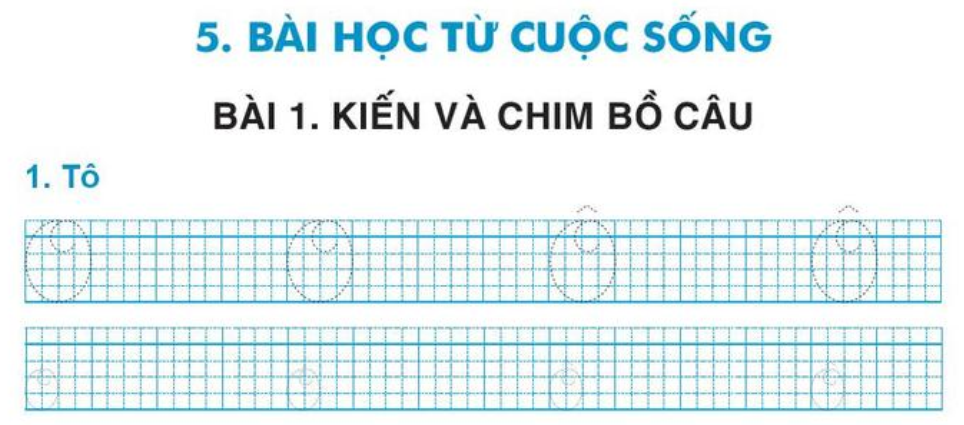 5. BÀI HỌC TỪ CUỘC SỐNG
BÀI 1. KIẾN VÀ CHIM BỒ CÂU
1. Tô
O O Ô Ô
O O O O